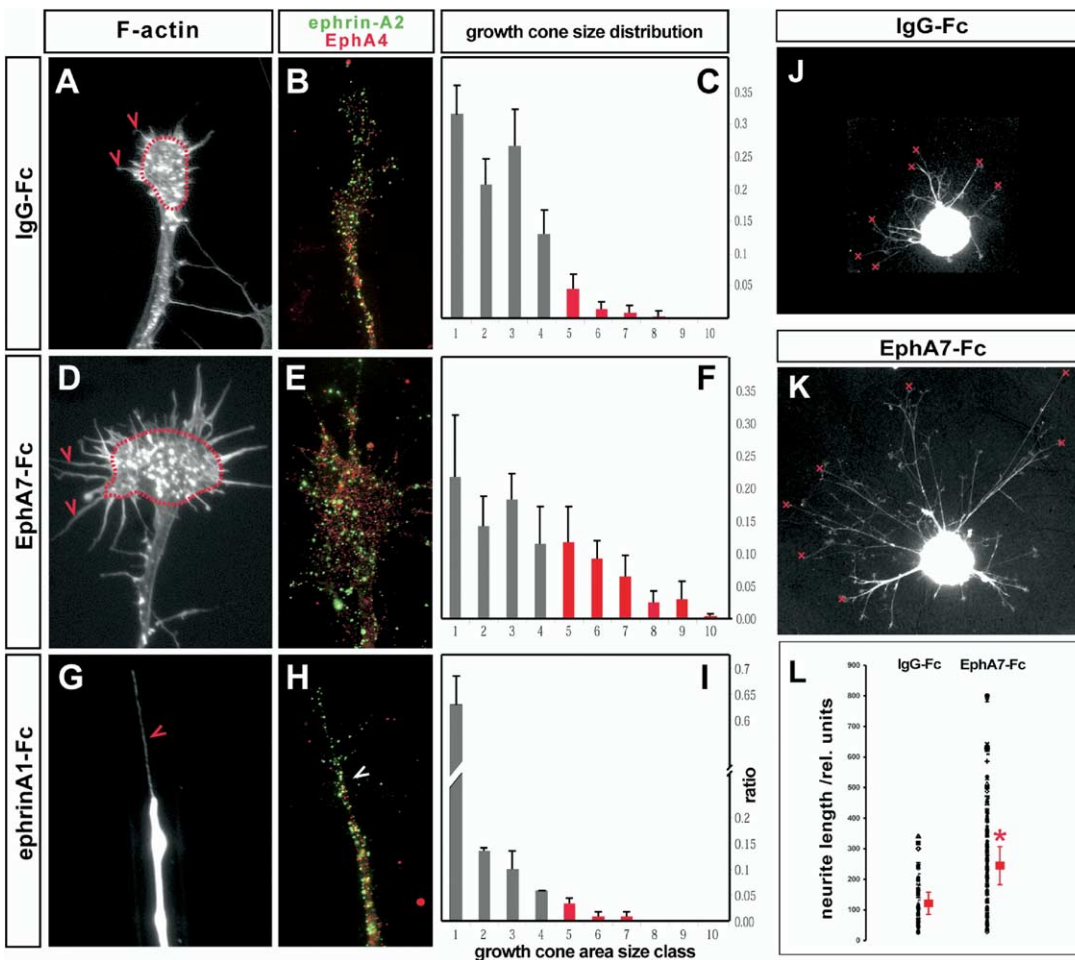 F-actin
ephrin-A2
EphA4
growth cone size distribution
IgG-Fc
IgG-Fc
A
B
C
0.35
0.3
0.25
0.20
0.15
0.10
0.05
1 2 3 4 5 6 7 8 9 10
J
EphA7-Fc
EphA7-Fc
D
E
F
0.35
0.30
0.25
0.20
0.15
0.10
0.05
0.00
1 2 3 4 5 6 7 8 9 10
K
ephrinA1-Fc
G
H
I
0.7
0.65
0.6
ratio
0.2
0.15
0.10
0.05
0.00
1 2 3 4 5 6 7 8 9 10
growth cone area size class
L
IgG-Fc EphA7-Fc
neurite length /rel. units
900
800
700
600
500
400
300
200
100
0
*